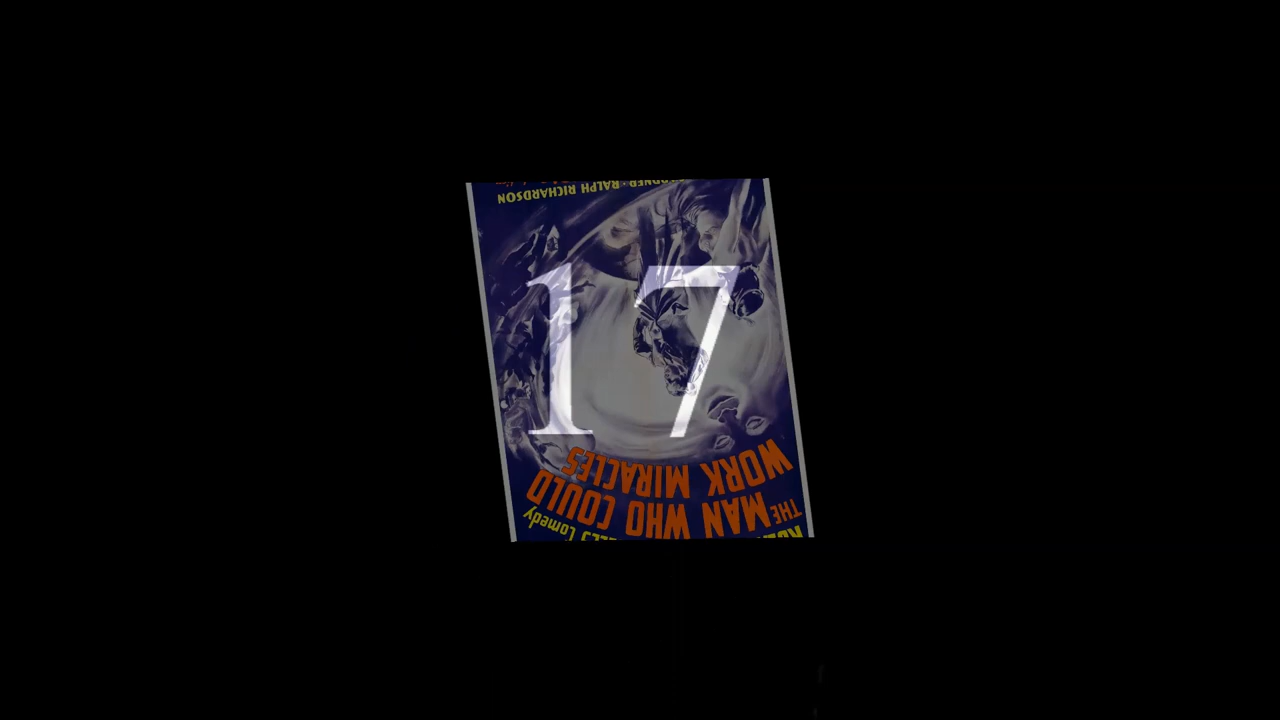 17
Comedy
THE MAN WHO COULD
WORK MIRACLES
RALPH RICHARDSON